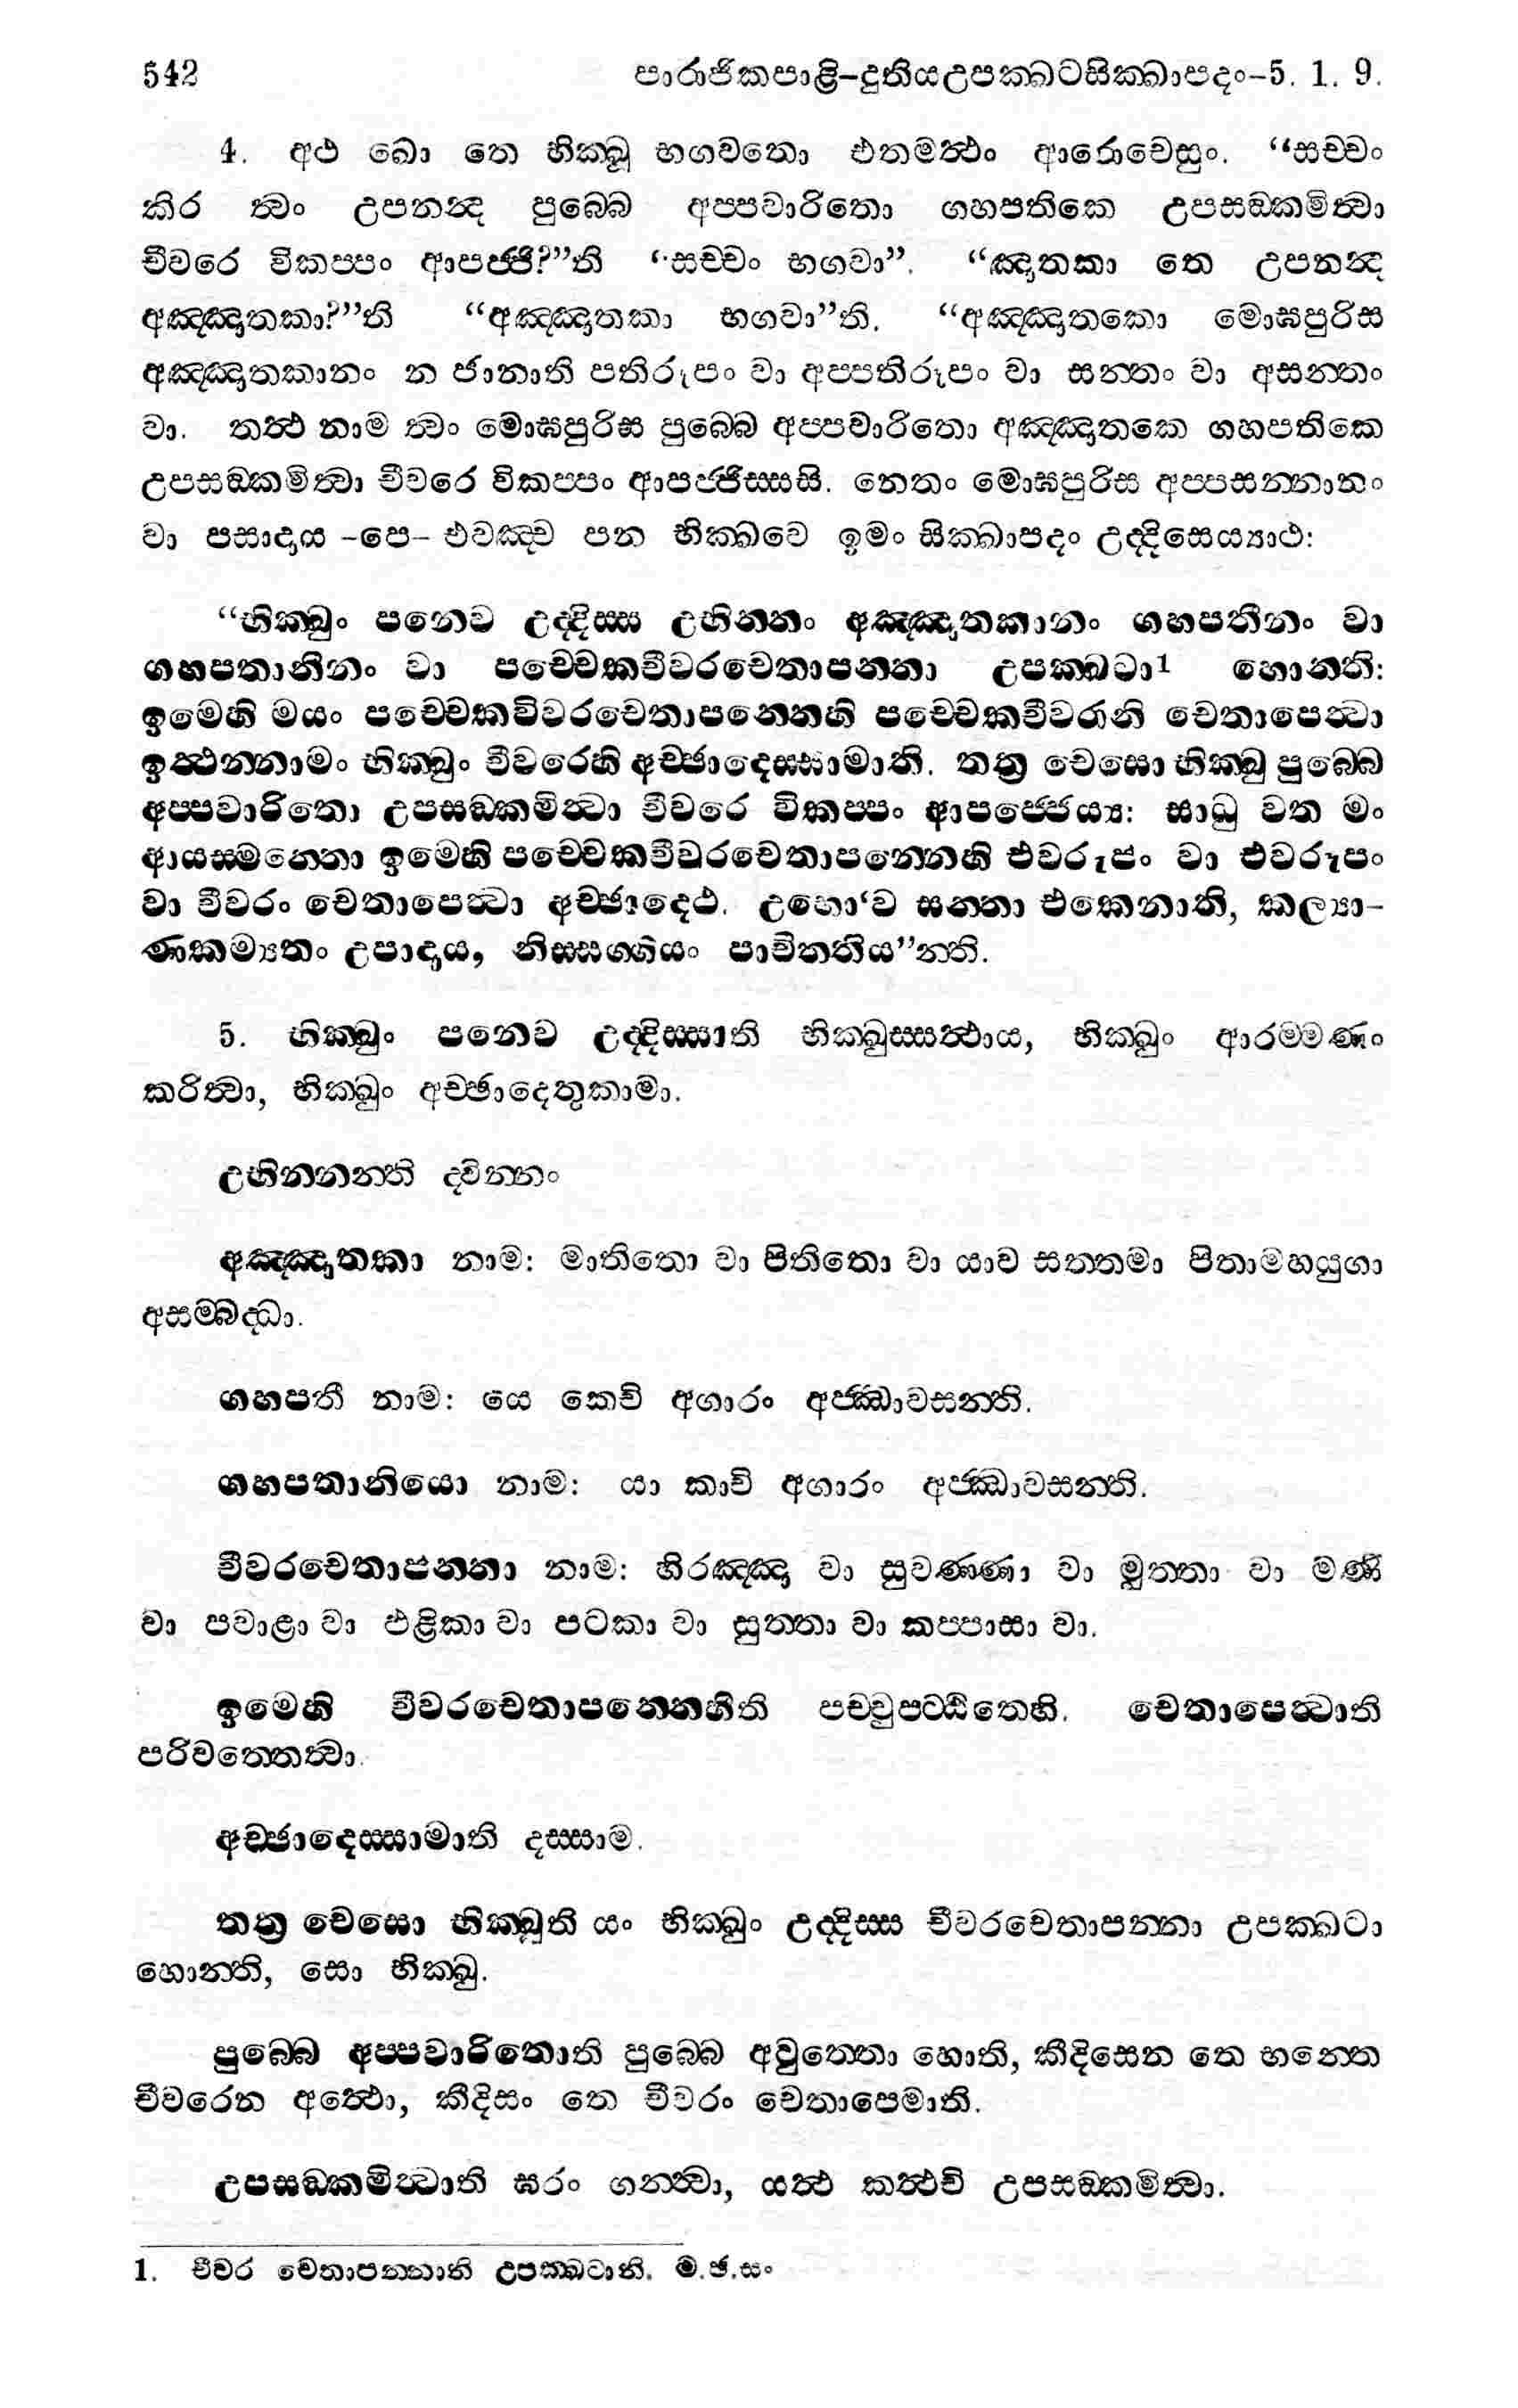 542 පාරාජිකපාළි-දුතියඋපක්ඛටසික්ඛාපදං-5. 1. 9.
4. අථ ඛො තෙ භික්ඛූ භගවතො එතමත්ථං ආරොචෙසුං. “සච්චං
කිර ත්වං උපනන්ද පුබ්බෙ අප්පවාරිතො ගහපතිකෙ උපසඞ්කමිත්වා
චීවරෙ විකප්පං ආපජ්ජි?”ති “සච්චං භගවා”. “ඤාතකා තෙ උපනන්ද
අඤ්ඤාතකා?”ති “අඤ්ඤාතකා භගවා”ති. “අඤ්ඤාතකො මොඝපුරිස
අඤ්ඤාතකානං න ජානාති පතිරූපං වා අප්පතිරූපං වා සන්තං වා අසන්තං
වා. තත්ථ නාම ත්වං මොඝපුරිස පුබ්බෙ අප්පවාරිතො අඤ්ඤාතකෙ ගහපතිකෙ
උපසඞ්කමිත්වා චීවරෙ විකප්පං ආපජ්ජිස්සසි. නෙතං මොඝපුරිස අප්පසන්නානං
වා පසාදාය -පෙ- එවඤ්ච පන භික්ඛවෙ ඉමං සික්ඛාපදං උද්දිසෙය්‍යාථ:
“භික්ඛුං පනෙව උද්දිස්ස උභින්නං අඤ්ඤාතකානං ගහපතීනං වා
ගහපතානීනං වා පච්චෙකචීවරචෙතාපන්නා උපක්ඛටා1 හොන්ති:
ඉමෙහි මයං පච්චෙකචීවරචෙතාපන්නෙහි පච්චෙකචීවරානි චෙතාපෙත්වා
ඉත්ථන්නාමං භික්ඛුං චීවරෙහි අච්ඡාදෙස්සාමාති. තත්‍ර චෙසො භික්ඛු පුබ්බෙ
අප්පවාරිතො උපසඞ්කමිත්වා චීවරෙ විකප්පං ආපජ්ජෙය්‍ය: සාධු වත මං
ආයස්මන්තො ඉමෙහි පච්චෙකචීවරචෙතාපන්නෙහි එවරූපං වා එවරූපං
වා චීවරං චෙතාපෙත්වා අච්ඡාදෙථ. උභො‘ව සන්තා එකෙනාති, කල්‍යා-
ණකම්‍යතං උපාදාය, නිස්සග්ගියං පාචිත්තිය”න්ති.
5. භික්ඛුං පනෙව උද්දිස්සාති භික්ඛුස්සත්ථාය, භික්ඛුං ආරම්මණං
කරිත්වා, භික්ඛුං අච්ඡාදෙතුකාමා.
උභින්නන්ති ද්වින්නං
අඤ්ඤාතකා නාම: මාතිතො වා පිතිතො වා යාව සත්තමා පිතාමහයුගා
අසම්බද්ධා.
ගහපතී නාම: යෙ කෙචි අගාරං අජ්ඣාවසන්ති.
ගහපතානියො නාම: යා කාචි අගාරං අජ්ඣාවසන්ති.
චීවරචෙතාපන්නා නාම: හිරඤ්ඤා වා සුවණ්ණා වා මුත්තා වා මණී
වා පවාළා වා ඵළිකා වා පටකා වා සුත්තා වා කප්පාසා වා.
ඉමෙහි චීවරචෙතාපන්නෙහීති පච්චුපට්ඨිතෙහි. චෙතාපෙත්වාති
පරිවත්තෙත්වා.
අච්ඡාදෙස්සාමාති දස්සාම.
තත්‍ර චෙසො භික්ඛූති යං භික්ඛුං උද්දිස්ස චීවරචෙතාපන්නා උපක්ඛටා
හොන්ති, සො භික්ඛු.
පුබ්බෙ අප්පවාරිතොති පුබ්බෙ අවුත්තො හොති, කීදිසෙන තෙ භන්තෙ
චීවරෙන අත්ථො, කීදිසං තෙ චීවරං චෙතාපෙමාති.
උපසඞ්කමිත්වාති ඝරං ගන්ත්වා, යත්ථ කත්ථචි උපසඞ්කමිත්වා.
1. චීවර චෙතාපන්නානි උපක්ඛටානි. ම.ඡ.සං